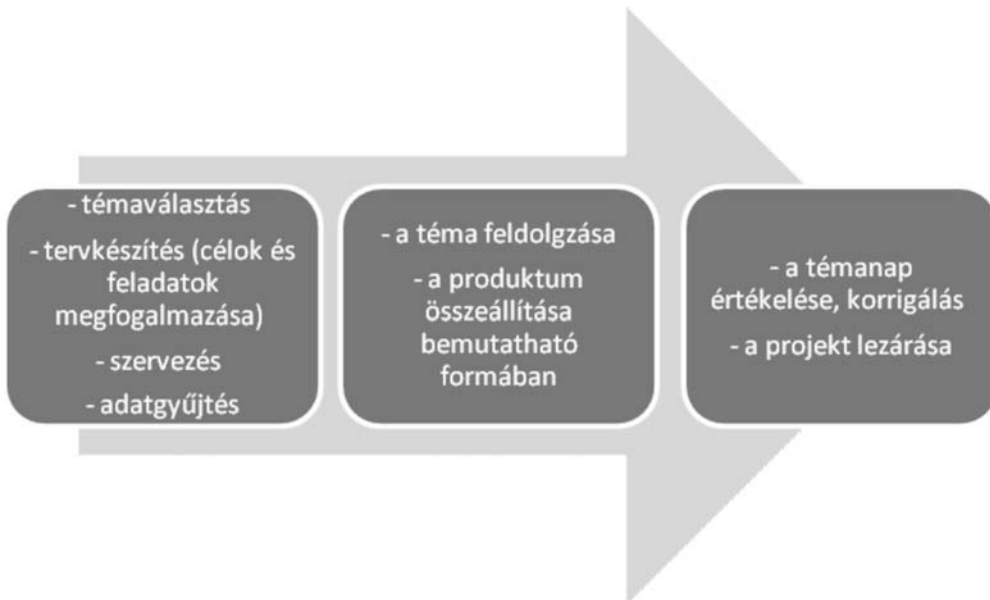 - témaválasztás
- tervkészítés (célok és
feladatok
megfogalmazása)
- szervezés
- adatgyűjtés
- a téma feldolgzása
- a produktum
összeállítása
bemutatható
formában
- a témanap
értékelése, korrigálás
- a projekt lezárása